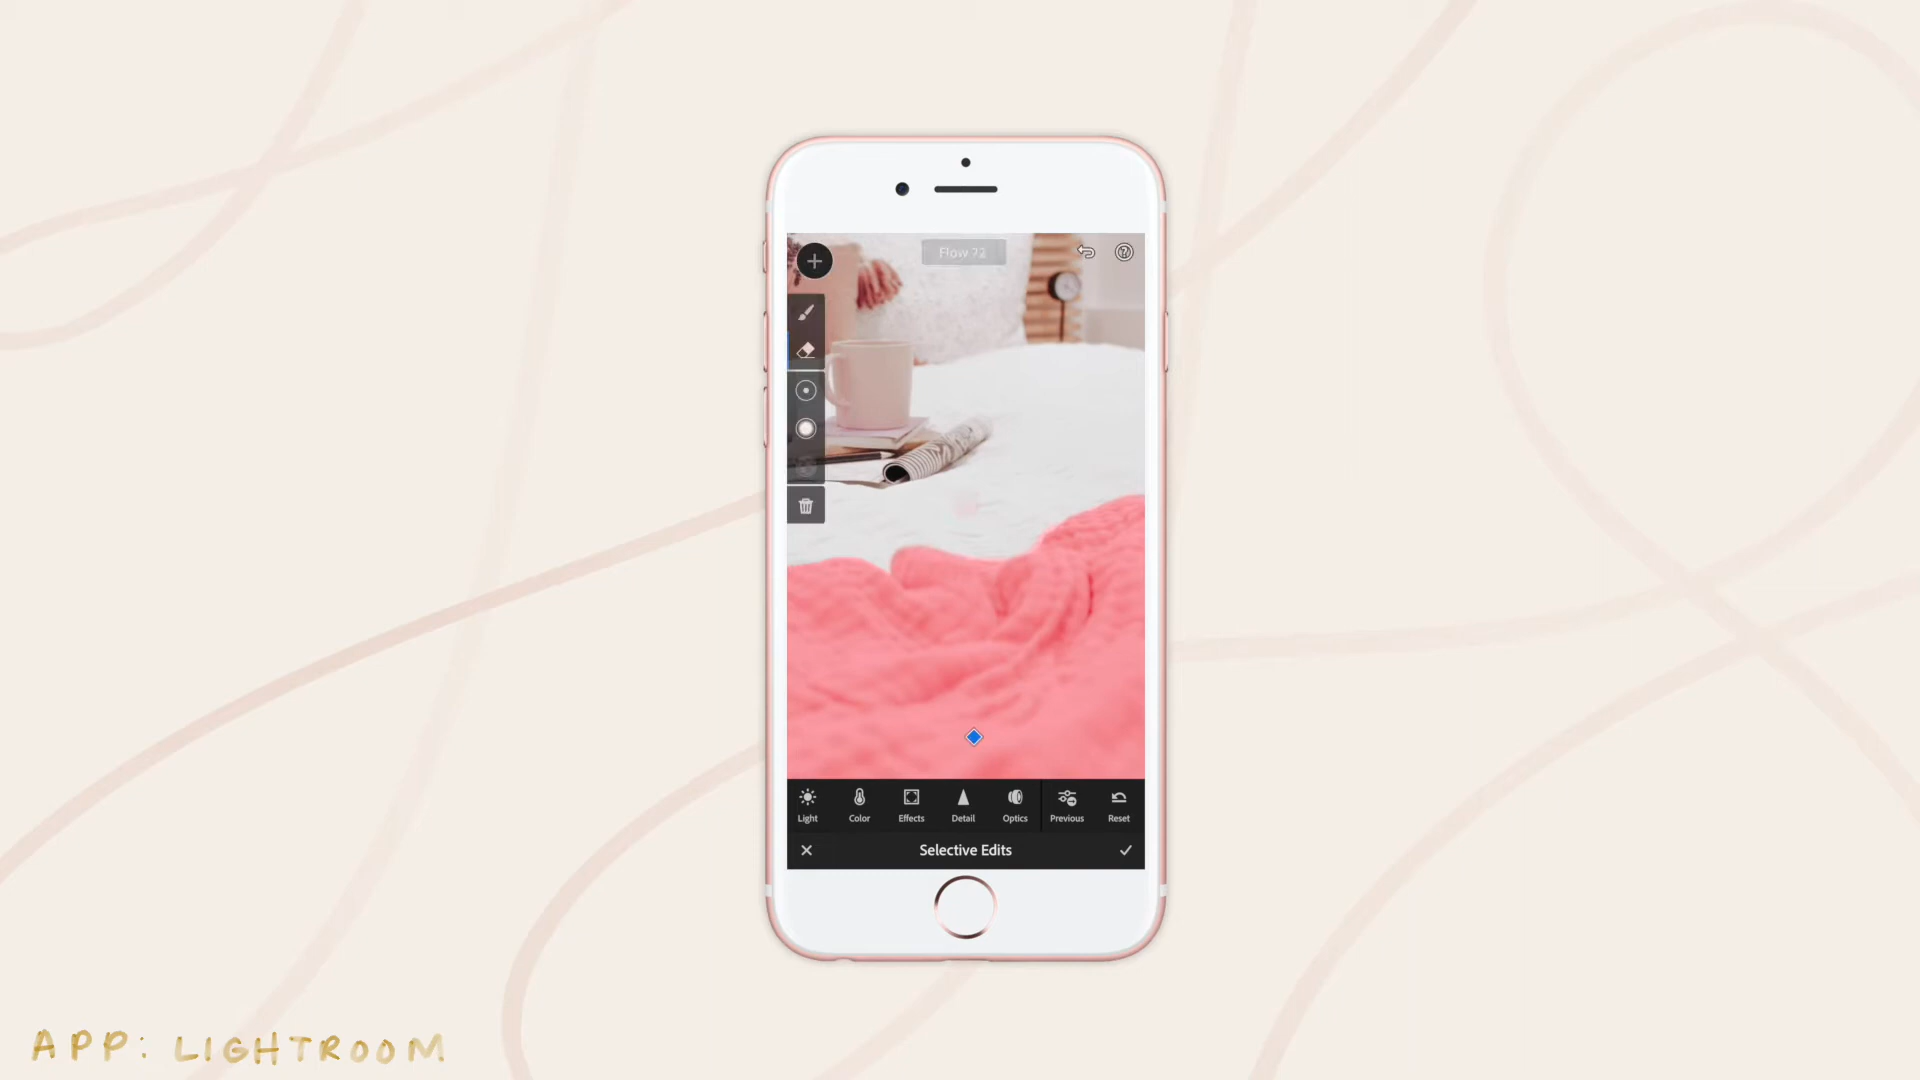 Flow 72
Light Color Effects Detail Optics Previous Reset
Selective Edits
APP: LIGHTROOM